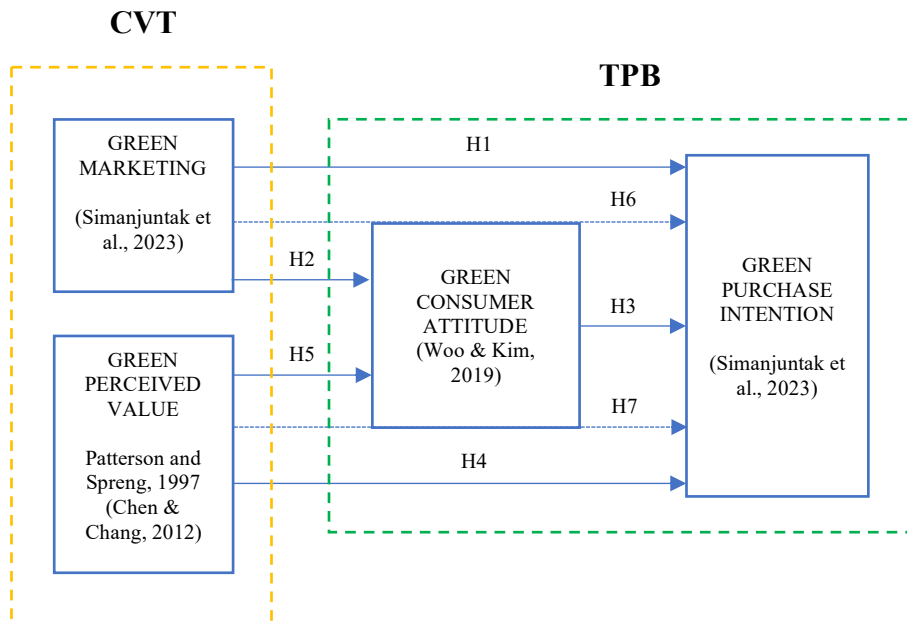 CVT
TPB
GREEN
MARKETING
(Simanjuntak et
al., 2023)
H1
H6
H2
GREEN
CONSUMER
ATTITUDE
(Woo & Kim,
2019)
H3
GREEN
PURCHASE
INTENTION
(Simanjuntak et
al., 2023)
GREEN
PERCEIVED
VALUE
Patterson and
Spreng, 1997
(Chen &
Chang, 2012)
H5
H7
H4